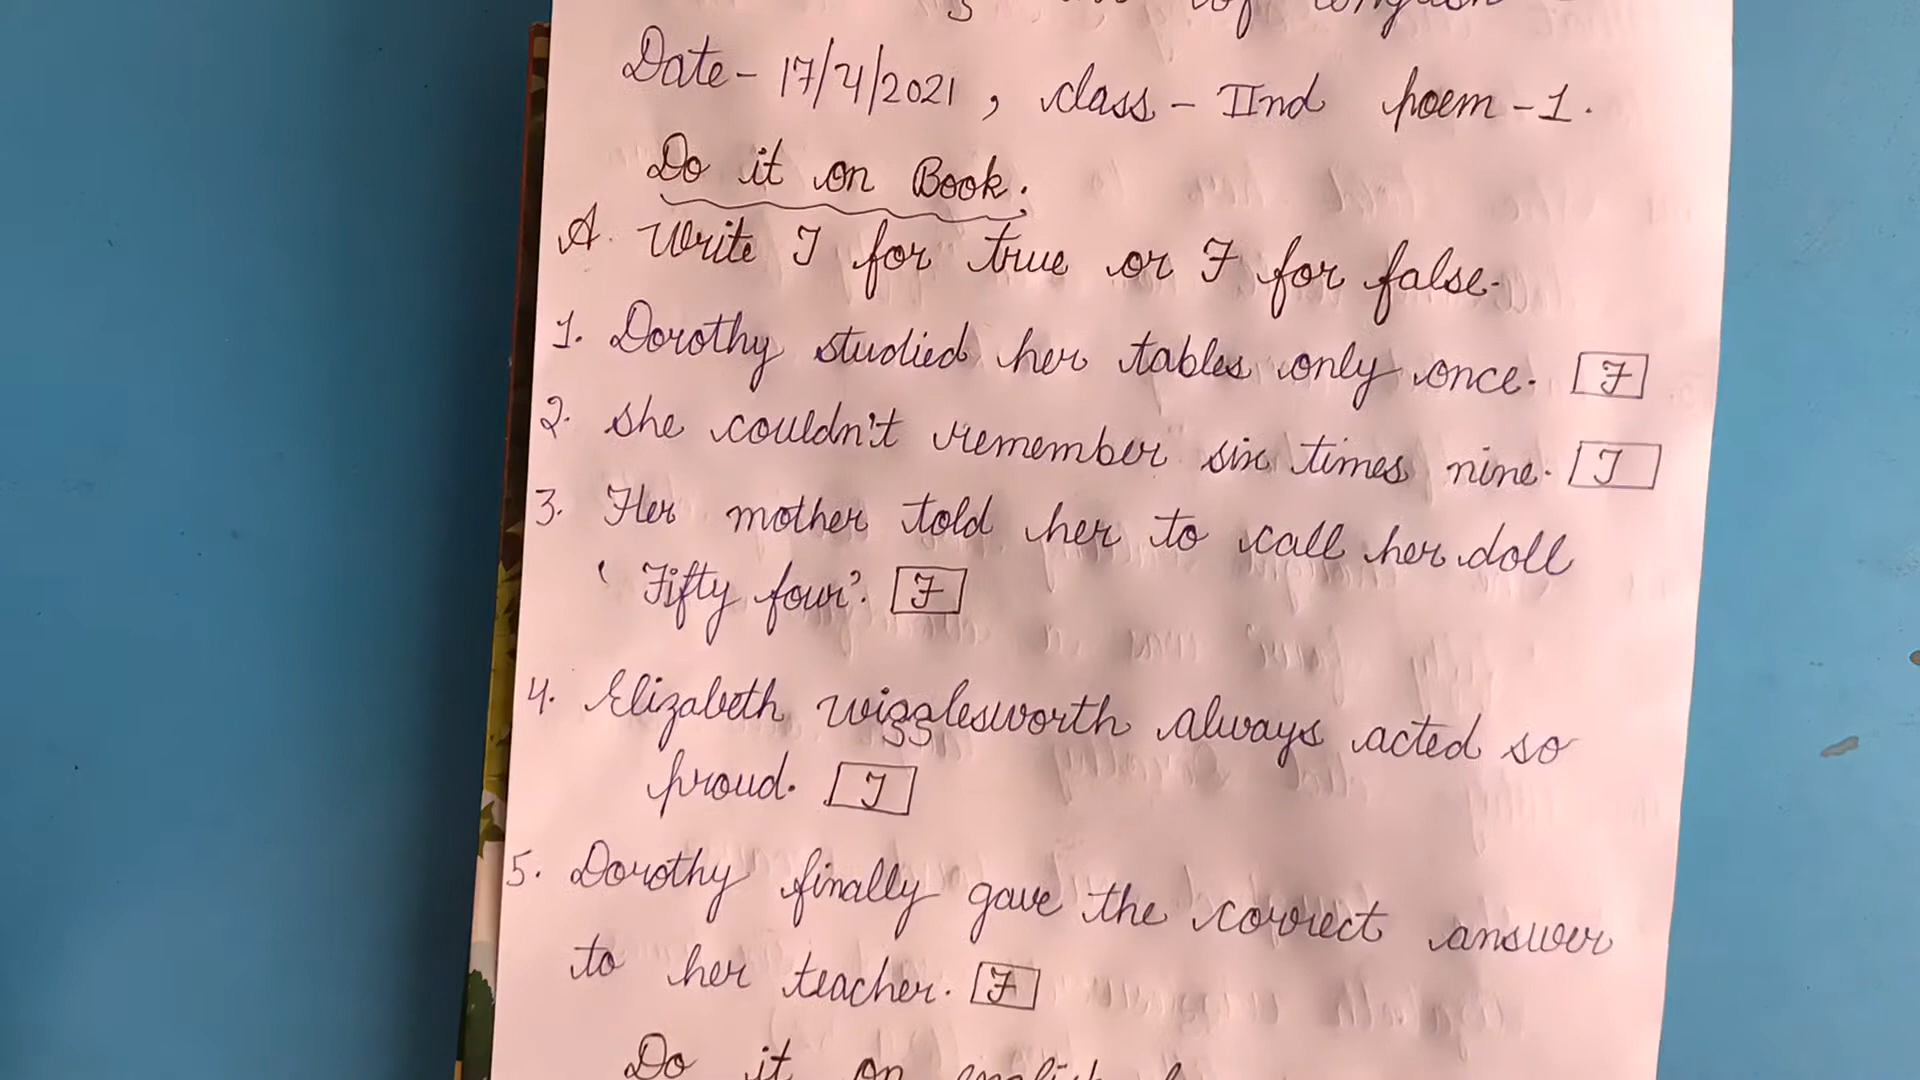 Date - 17/4/2021, class - IInd poem - 1.
Do it on Book.
A. Write T for true or F for false.
1. Dorothy studied her tables only once. F
2. She couldn't remember six times nine. T
3. Her mother told her to call her doll
'Fifty four'. F
4. Elizabeth wigglesworth always acted so
proud. T
5. Dorothy finally gave the correct answer
to her teacher. F
Do it on